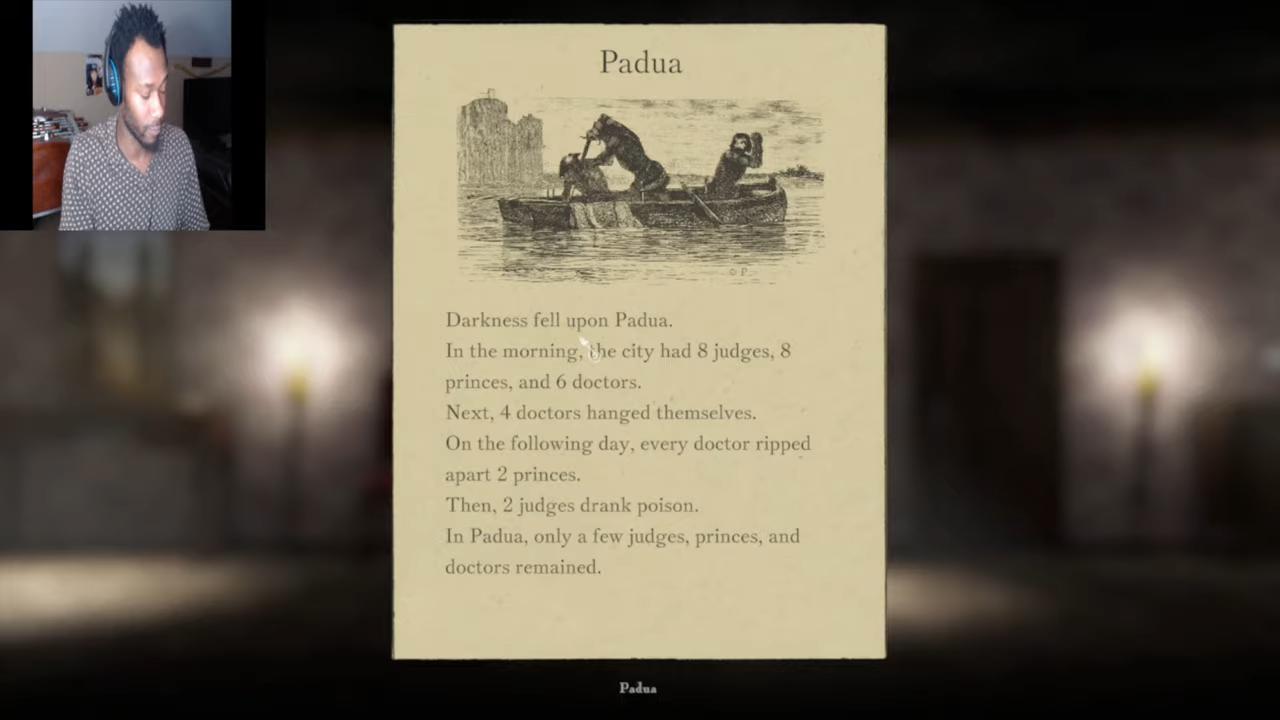 Padua
Darkness fell upon Padua.
In the morning, the city had 8 judges, 8
princes, and 6 doctors.
Next, 4 doctors hanged themselves.
On the following day, every doctor ripped
apart 2 princes.
Then, 2 judges drank poison.
In Padua, only a few judges, princes, and
doctors remained.
Padua